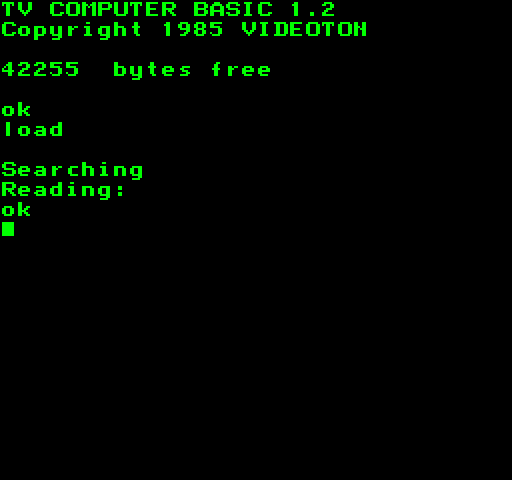 TV COMPUTER BASIC 1.2
Copyright 1985 VIDEOTON
42255  bytes free
ok
load
Searching
Reading:
ok